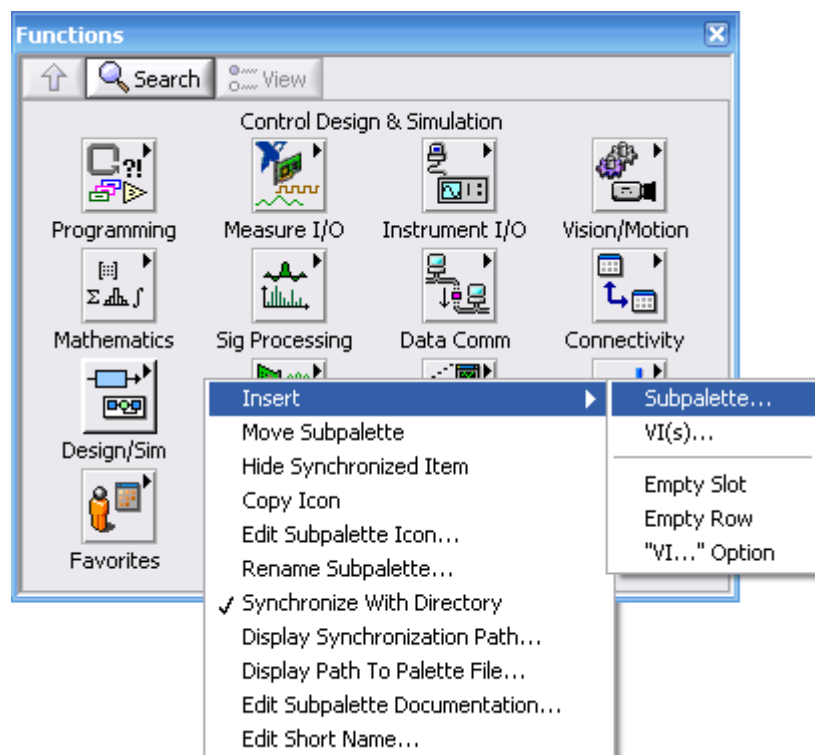 Functions
Search View
Control Design & Simulation
Programming Measure I/O Instrument I/O Vision/Motion
Mathematics Sig Processing Data Comm Connectivity
Design/Sim
Favorites
Insert
Move Subpalette
Hide Synchronized Item
Copy Icon
Edit Subpalette Icon...
Rename Subpalette...
Synchronize With Directory
Display Synchronization Path...
Display Path To Palette File...
Edit Subpalette Documentation...
Edit Short Name...
Subpalette...
VI(s)...
Empty Slot
Empty Row
"VI..." Option